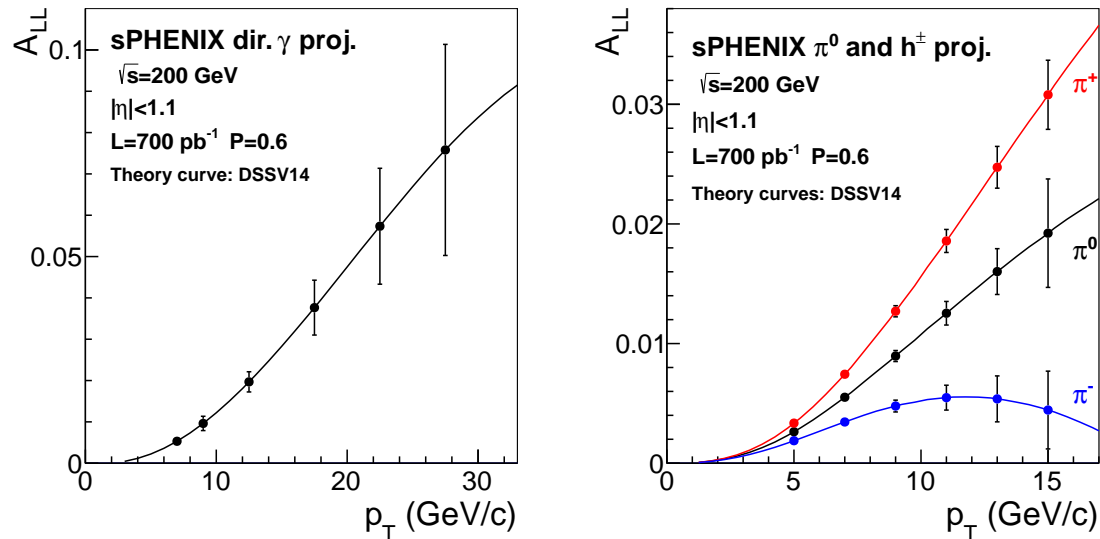 A_LL
0.1
0.05
0
sPHENIX dir. γ proj.
√s=200 GeV
|η|<1.1
L=700 pb⁻¹ P=0.6
Theory curve: DSSV14
0 10 20 30
p_T (GeV/c)
A_LL
0.03
0.02
0.01
0
sPHENIX π⁰ and h± proj.
√s=200 GeV
|η|<1.1
L=700 pb⁻¹ P=0.6
Theory curves: DSSV14
π⁺
π⁰
π⁻
0 5 10 15
p_T (GeV/c)